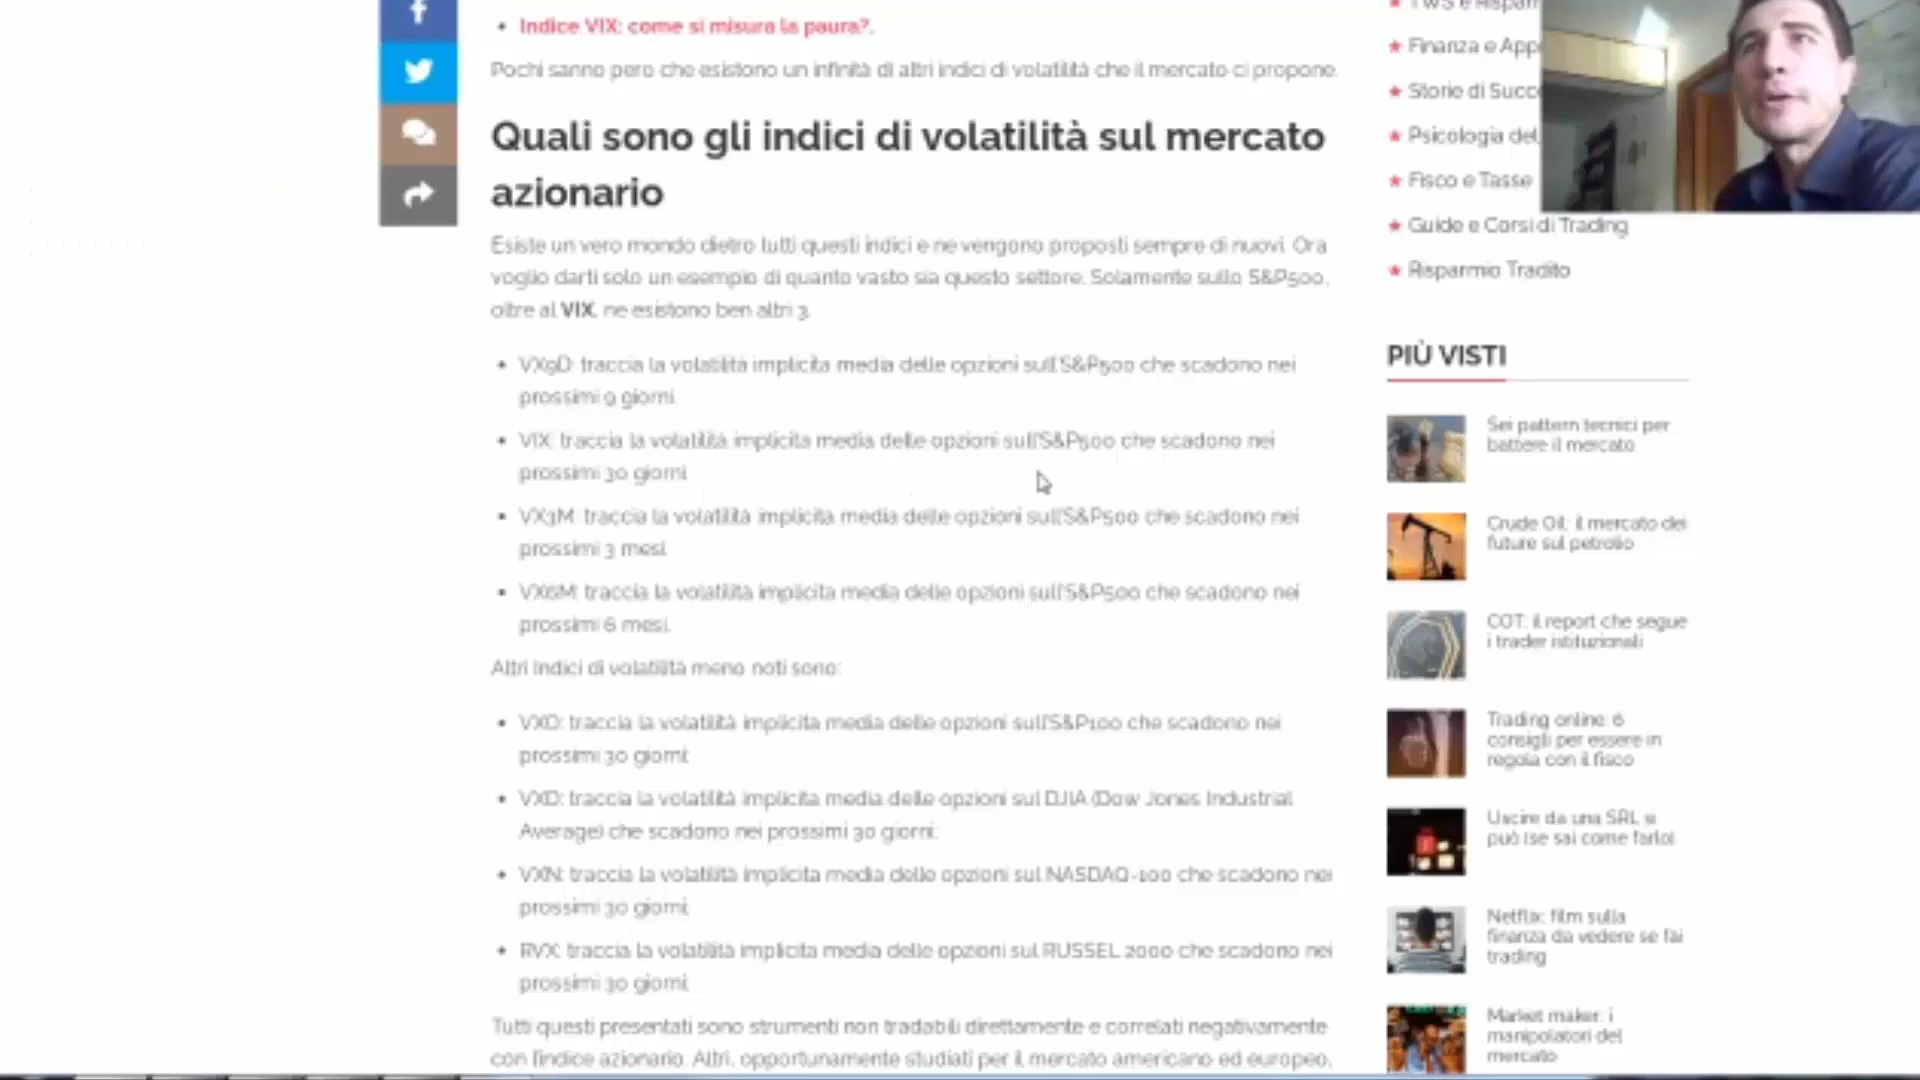 Indice VIX: come si misura la paura?.
Pochi sanno però che esistono un infinità di altri indici di volatilità che il mercato ci propone.
Quali sono gli indici di volatilità sul mercato
azionario
Esiste un vero mondo dietro tutti questi indici e ne vengono proposti sempre di nuovi. Ora
voglio darti solo un esempio di quanto vasto sia questo settore. Solamente sullo S&P500,
oltre al VIX, ne esistono ben altri 3.
VX9D: traccia la volatilità implicita media delle opzioni sull'S&P500 che scadono nei
prossimi 9 giorni.
VIX: traccia la volatilità implicita media delle opzioni sull'S&P500 che scadono nei
prossimi 30 giorni
VX3M: traccia la volatilità implicita media delle opzioni sull'S&P500 che scadono nei
prossimi 3 mesi.
VX6M: traccia la volatilità implicita media delle opzioni sull'S&P500 che scadono nei
prossimi 6 mesi.
Altri indici di volatilità meno noti sono:
VXO: traccia la volatilità implicita media delle opzioni sull'S&P100 che scadono nei
prossimi 30 giorni;
VXD: traccia la volatilità implicita media delle opzioni sul DJIA (Dow Jones Industrial
Average) che scadono nei prossimi 30 giorni;
VXN: traccia la volatilità implicita media delle opzioni sul NASDAQ-100 che scadono nei
prossimi 30 giorni;
RVX: traccia la volatilità implicita media delle opzioni sul RUSSEL 2000 che scadono nei
prossimi 30 giorni;
Tutti questi presentati sono strumenti non tradabili direttamente e correlati negativamente
con l'indice azionario. Altri, opportunamente studiati per il mercato americano ed europeo,
TWS e Rispar
Finanza e App
Storie di Succ
Psicologia del
Fisco e Tasse
Guide e Corsi di Trading
Risparmio Tradito
PIÙ VISTI
Sei pattern tecnici per
battere il mercato
Crude Oil: il mercato dei
future sul petrolio
COT: il report che segue
i trader istituzionali
Trading online: 6
consigli per essere in
regola con il fisco
Uscire da una SRL si
può (se sai come farlo)
Netflix: film sulla
finanza da vedere se fai
trading
Market maker: i
manipolatori del
mercato